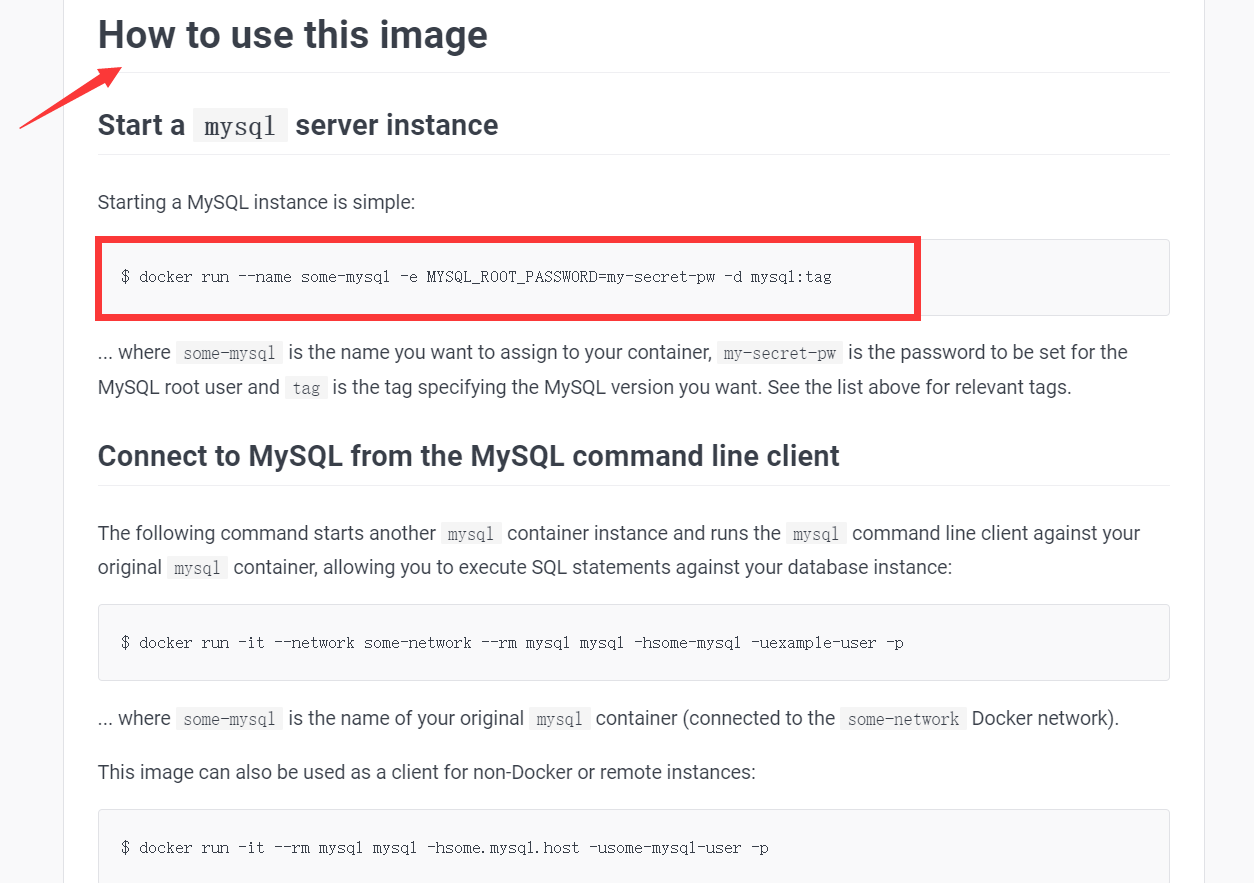 How to use this image
Start a mysql server instance
Starting a MySQL instance is simple:
$ docker run --name some-mysql -e MYSQL_ROOT_PASSWORD=my-secret-pw -d mysql:tag
... where some-mysql is the name you want to assign to your container, my-secret-pw is the password to be set for the
MySQL root user and tag is the tag specifying the MySQL version you want. See the list above for relevant tags.
Connect to MySQL from the MySQL command line client
The following command starts another mysql container instance and runs the mysql command line client against your
original mysql container, allowing you to execute SQL statements against your database instance:
$ docker run -it --network some-network --rm mysql mysql -hsome-mysql -uexample-user -p
... where some-mysql is the name of your original mysql container (connected to the some-network Docker network).
This image can also be used as a client for non-Docker or remote instances:
$ docker run -it --rm mysql mysql -hsome.mysql.host -usome-mysql-user -p